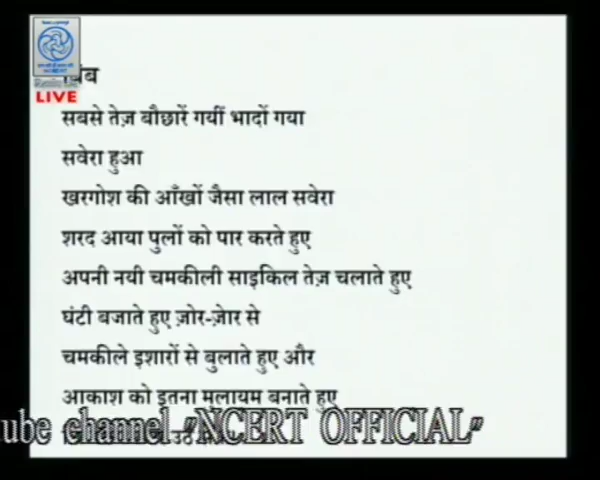 बिंब
LIVE
सबसे तेज़ बौछारें गयीं भादों गया
सवेरा हुआ
खरगोश की आँखों जैसा लाल सवेरा
शरद आया पुलों को पार करते हुए
अपनी नयी चमकीली साइकिल तेज़ चलाते हुए
घंटी बजाते हुए ज़ोर-ज़ोर से
चमकीले इशारों से बुलाते हुए और
आकाश को इतना मुलायम बनाते हुए
tube channel "NCERT OFFICIAL"